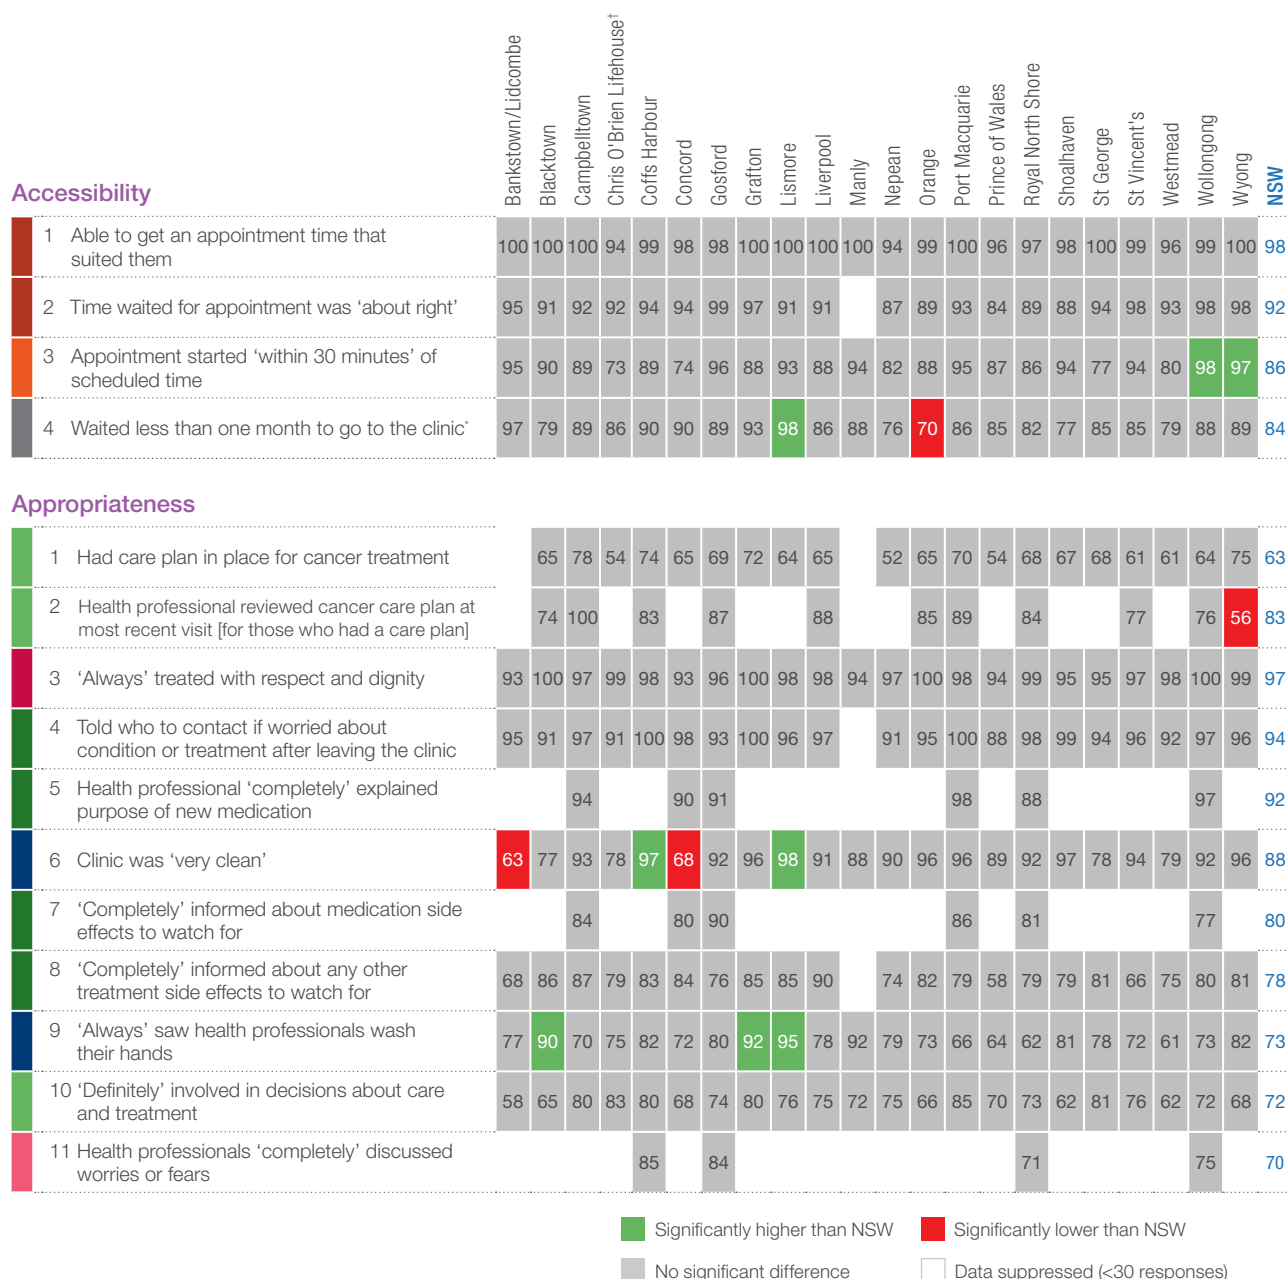 Bankstown/Lidcombe
Blacktown
Campbelltown
Chris O'Brien Lifehouse†
Coffs Harbour
Concord
Gosford
Grafton
Lismore
Liverpool
Manly
Nepean
Orange
Port Macquarie
Prince of Wales
Royal North Shore
Shoalhaven
St George
St Vincent's
Westmead
Wollongong
Wyong
NSW
Accessibility
1 Able to get an appointment time that
suited them
100 100 100 94 99 98 98 100 100 100 100 94 99 100 96 97 98 100 99 96 99 100 98
2 Time waited for appointment was ‘about right’
95 91 92 92 94 94 99 97 91 91 87 89 93 84 89 88 94 98 93 98 98 92
3 Appointment started ‘within 30 minutes’ of
scheduled time
95 90 89 73 89 74 96 88 93 88 94 82 88 95 87 86 94 77 94 80 98 97 86
4 Waited less than one month to go to the clinic*
97 79 89 86 90 90 89 93 98 86 88 76 70 86 85 82 77 85 85 79 88 89 84
Appropriateness
1 Had care plan in place for cancer treatment
65 78 54 74 65 69 72 64 65 52 65 70 54 68 67 68 61 61 64 75 63
2 Health professional reviewed cancer care plan at
most recent visit [for those who had a care plan]
74 100 83 87 88 85 89 84 77 76 56 83
3 ‘Always’ treated with respect and dignity
93 100 97 99 98 93 96 100 98 98 94 97 100 98 94 99 95 95 97 98 100 99 97
4 Told who to contact if worried about
condition or treatment after leaving the clinic
95 91 97 91 100 98 93 100 96 97 91 95 100 88 98 99 94 96 92 97 96 94
5 Health professional ‘completely’ explained
purpose of new medication
94 90 91 98 88 97 92
6 Clinic was ‘very clean’
63 77 93 78 97 68 92 96 98 91 88 90 96 96 89 92 97 78 94 79 92 96 88
7 ‘Completely’ informed about medication side
effects to watch for
84 80 90 86 81 77 80
8 ‘Completely’ informed about any other
treatment side effects to watch for
68 86 87 79 83 84 76 85 85 90 74 82 79 58 79 79 81 66 75 80 81 78
9 ‘Always’ saw health professionals wash
their hands
77 90 70 75 82 72 80 92 95 78 92 79 73 66 64 62 81 78 72 61 73 82 73
10 ‘Definitely’ involved in decisions about care
and treatment
58 65 80 83 80 68 74 80 76 75 72 75 66 85 70 73 62 81 76 62 72 68 72
11 Health professionals ‘completely’ discussed
worries or fears
85 84 71 75 70
Significantly higher than NSW
Significantly lower than NSW
No significant difference
Data suppressed (<30 responses)